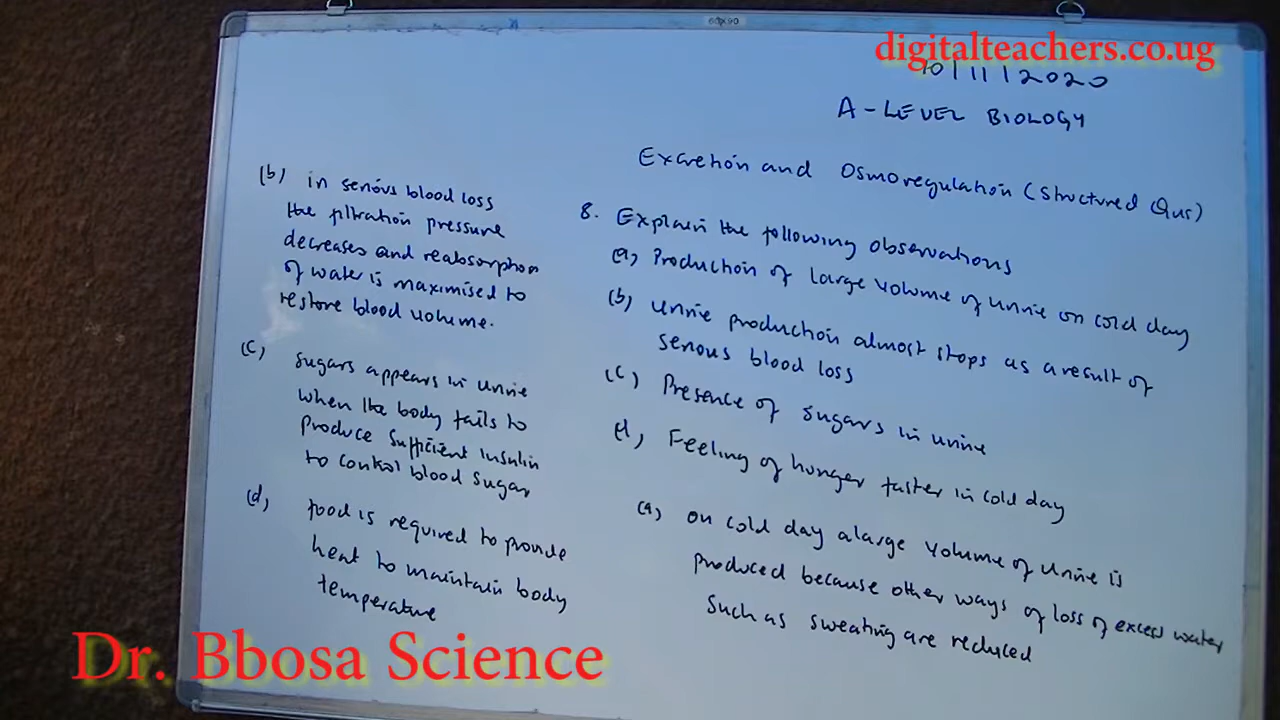 digitalteachers.co.ug
10/11/2020
A-LEVEL BIOLOGY
Excretion and Osmoregulation (Structured Qns)
8. Explain the following observations
(a) Production of large volume of urine on cold day
(b) urine production almost stops as a result of
serious blood loss
(c) Presence of sugars in urine
(d) Feeling of hunger faster in cold day
(a) on cold day a large volume of urine is
produced because other ways of loss of excess water
such as sweating are reduced
(b) in serious blood loss
the filtration pressure
decreases and reabsorption
of water is maximised to
restore blood volume.
(c) sugars appears in urine
when the body fails to
produce sufficient insulin
to control blood sugar
(d) food is required to provide
heat to maintain body
temperature
Dr. Bbosa Science